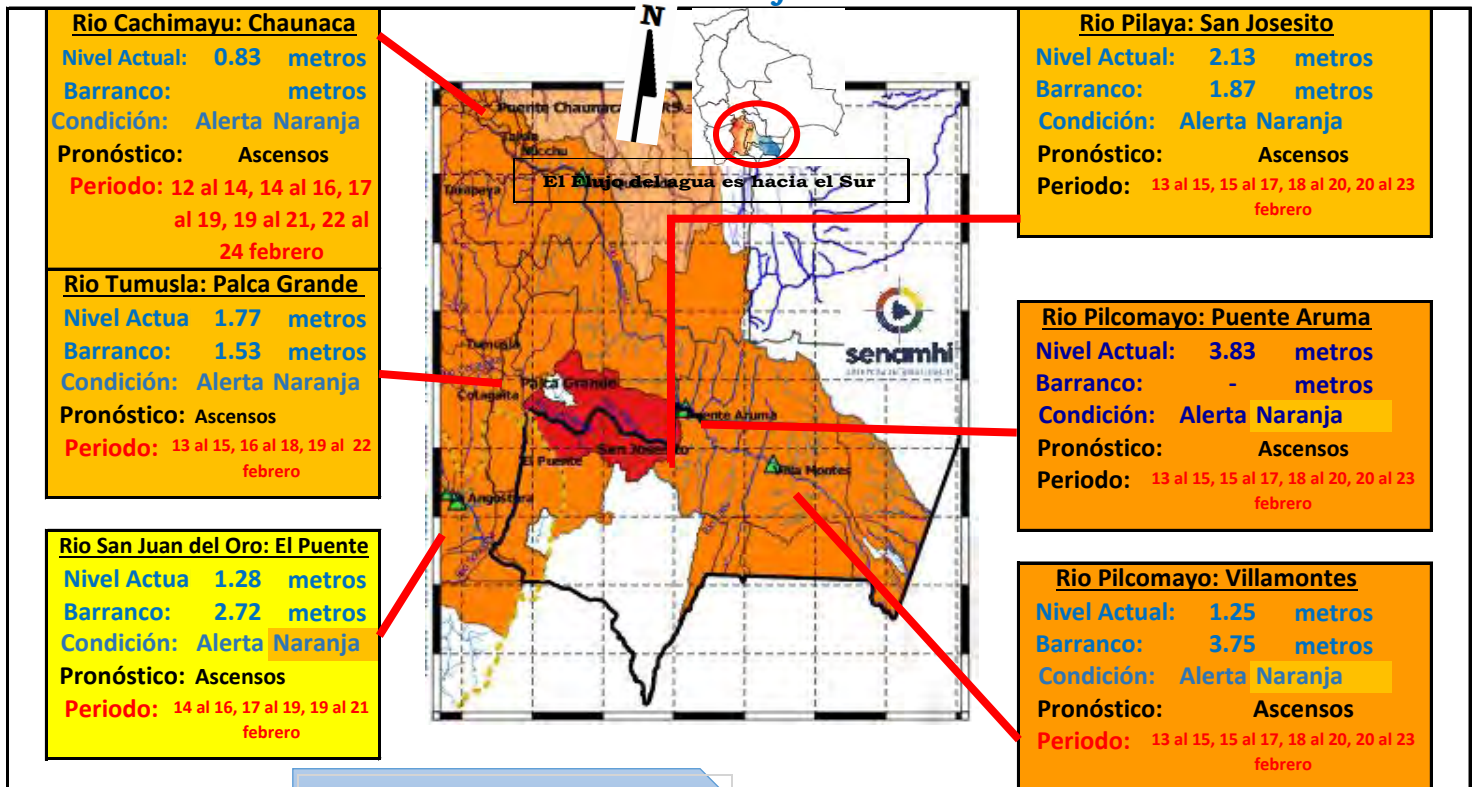 Rio Cachimayu: Chaunaca
Nivel Actual: 0.83 metros
Barranco: metros
Condición: Alerta Naranja
Pronóstico: Ascensos
Periodo: 12 al 14, 14 al 16, 17
al 19, 19 al 21, 22 al
24 febrero
Rio Tumusla: Palca Grande
Nivel Actua 1.77 metros
Barranco: 1.53 metros
Condición: Alerta Naranja
Pronóstico: Ascensos
Periodo: 13 al 15, 16 al 18, 19 al 22
febrero
Rio San Juan del Oro: El Puente
Nivel Actua 1.28 metros
Barranco: 2.72 metros
Condición: Alerta Naranja
Pronóstico: Ascensos
Periodo: 14 al 16, 17 al 19, 19 al 21
febrero
N
Puente Chaunaca
Tarapaya
El Flujo del agua es hacia el Sur
senamhi
Tumusla
Palca Grande
Cotagaita
Puente Aruma
San Josesito
El Puente
Villa Montes
Angostura
Rio Pilaya: San Josesito
Nivel Actual: 2.13 metros
Barranco: 1.87 metros
Condición: Alerta Naranja
Pronóstico: Ascensos
Periodo: 13 al 15, 15 al 17, 18 al 20, 20 al 23
febrero
Rio Pilcomayo: Puente Aruma
Nivel Actual: 3.83 metros
Barranco: - metros
Condición: Alerta Naranja
Pronóstico: Ascensos
Periodo: 13 al 15, 15 al 17, 18 al 20, 20 al 23
febrero
Rio Pilcomayo: Villamontes
Nivel Actual: 1.25 metros
Barranco: 3.75 metros
Condición: Alerta Naranja
Pronóstico: Ascensos
Periodo: 13 al 15, 15 al 17, 18 al 20, 20 al 23
febrero